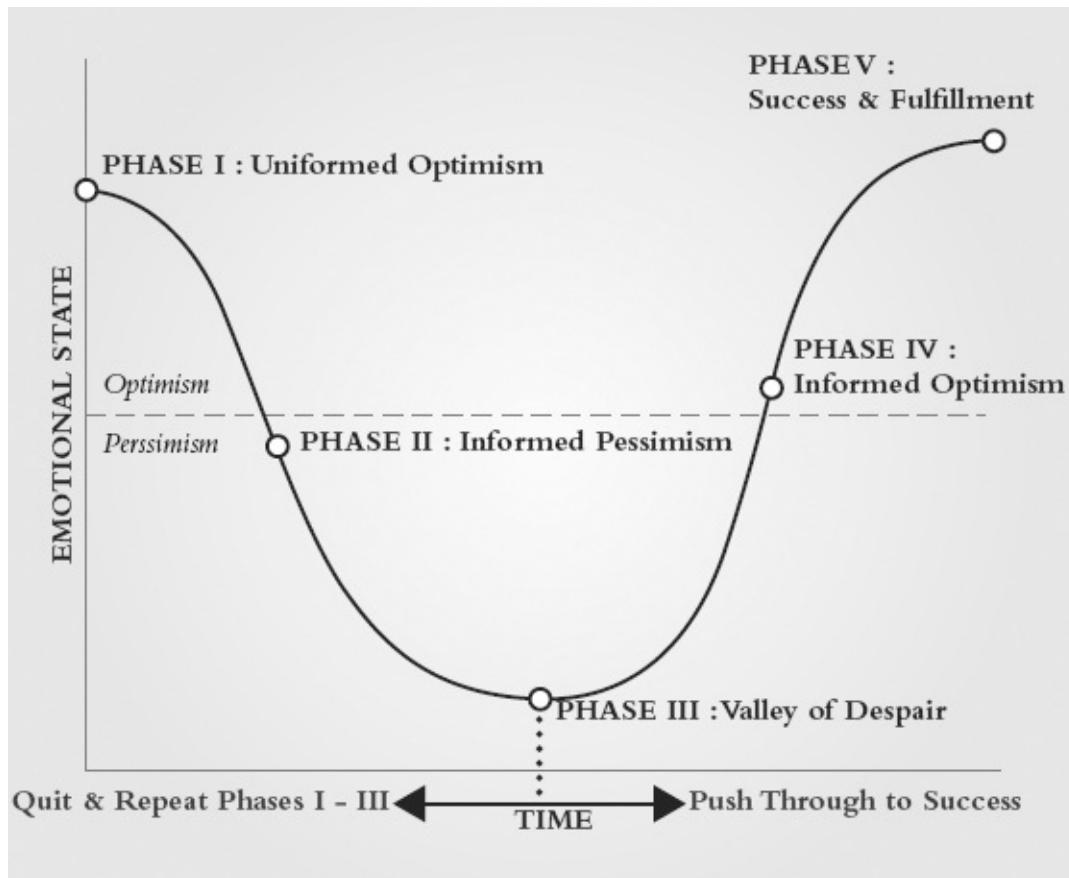 PHASE V :
Success & Fulfillment
PHASE I : Uniformed Optimism
EMOTIONAL STATE
Optimism
PHASE IV :
Informed Optimism
Perssimism
PHASE II : Informed Pessimism
PHASE III : Valley of Despair
Quit & Repeat Phases I - III
TIME
Push Through to Success